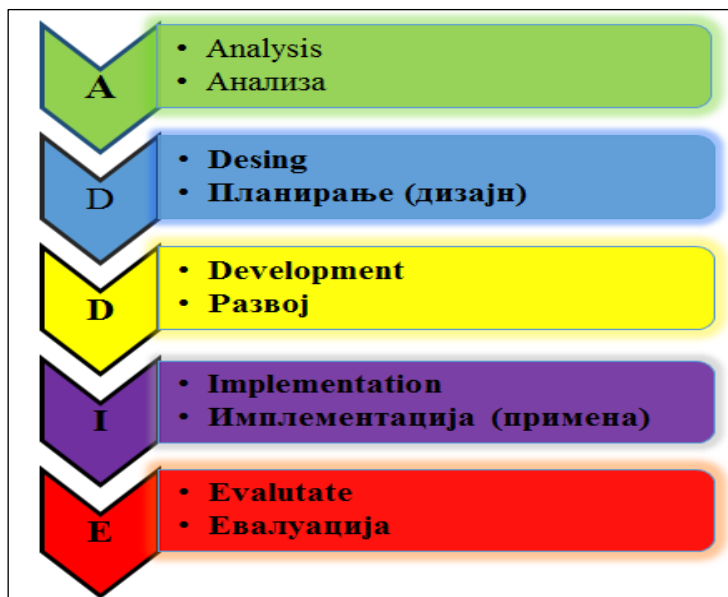 A
• Analysis
• Анализа
D
• Desing
• Планирање (дизајн)
D
• Development
• Развој
I
• Implementation
• Имплементација (примена)
E
• Evalutate
• Евалуација